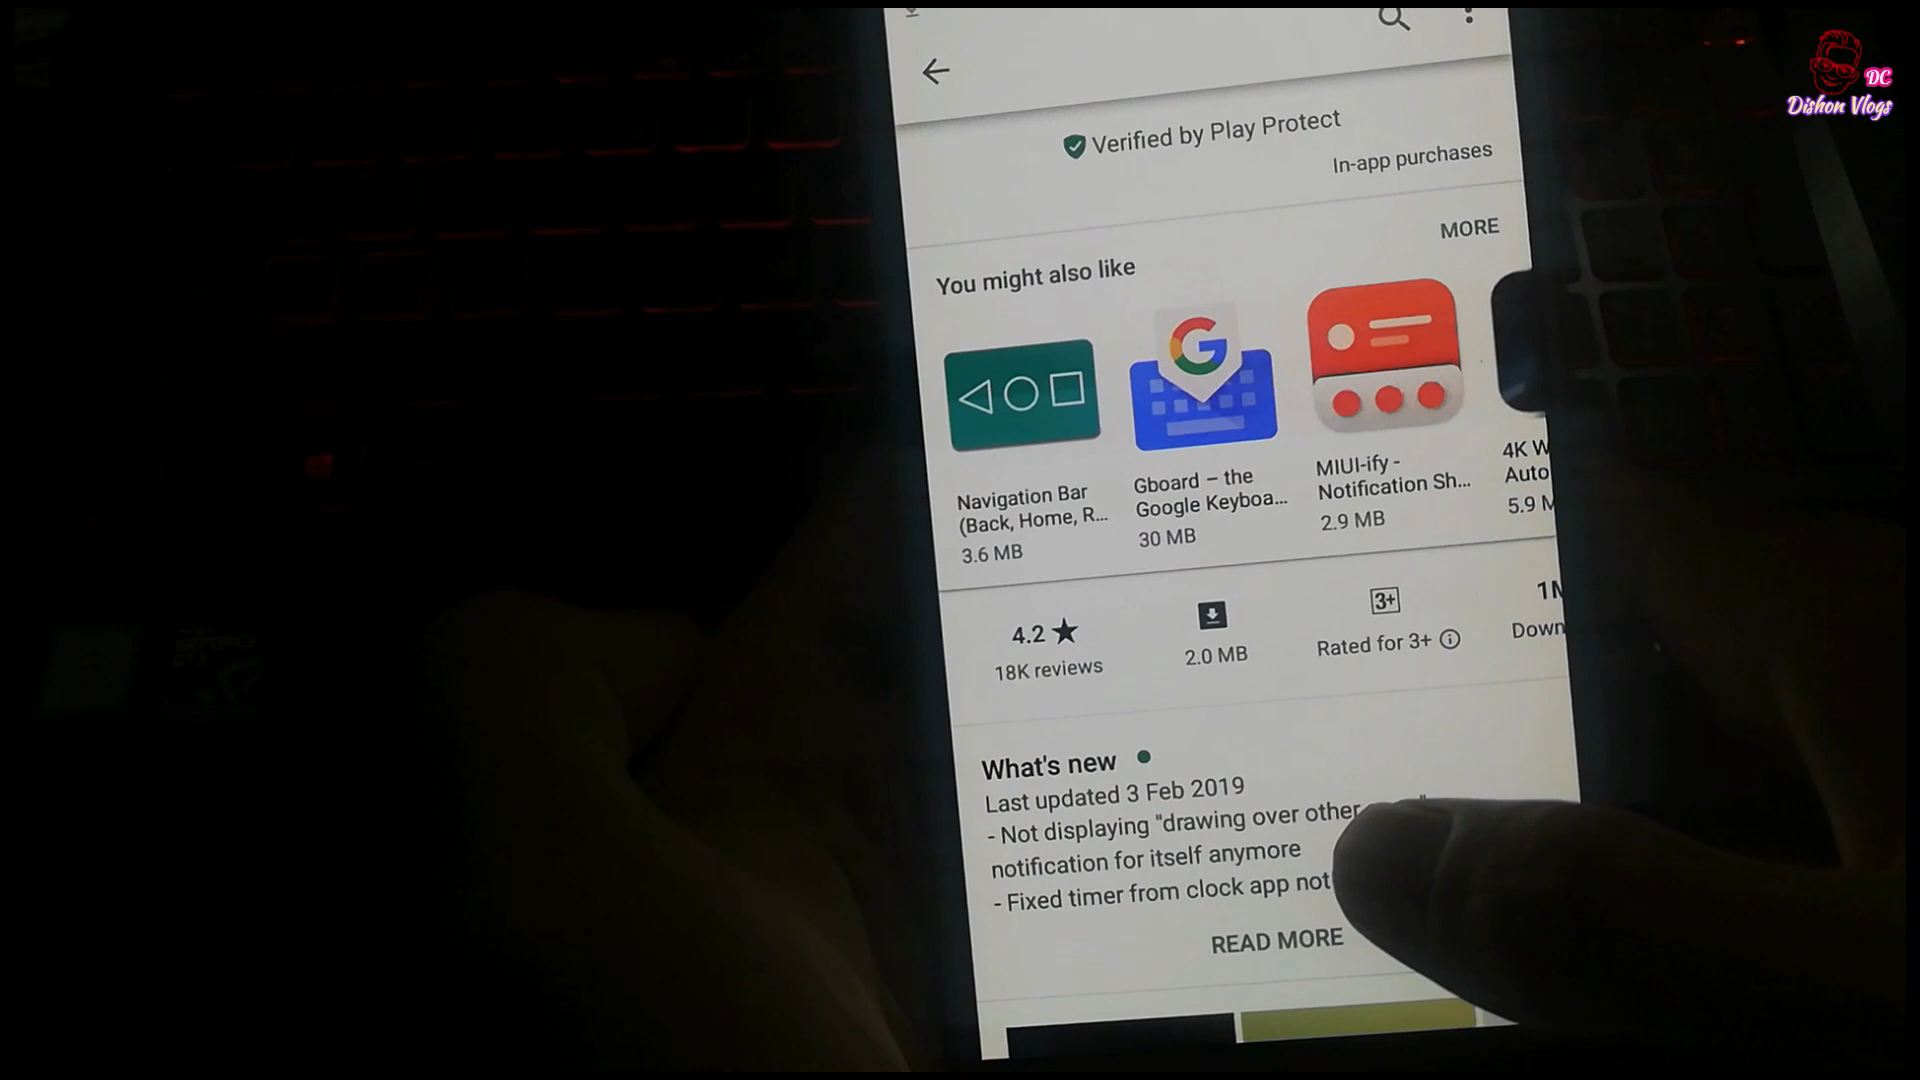 DC
Dishon Vlogs
Verified by Play Protect
In-app purchases
MORE
You might also like
Navigation Bar
(Back, Home, R...
3.6 MB
Gboard – the
Google Keyboa...
30 MB
MIUI-ify -
Notification Sh...
2.9 MB
4K W
Auto
5.9 M
4.2 ★
18K reviews
2.0 MB
3+
Rated for 3+
1M
Down
What's new
Last updated 3 Feb 2019
- Not displaying "drawing over other
notification for itself anymore
- Fixed timer from clock app not
READ MORE